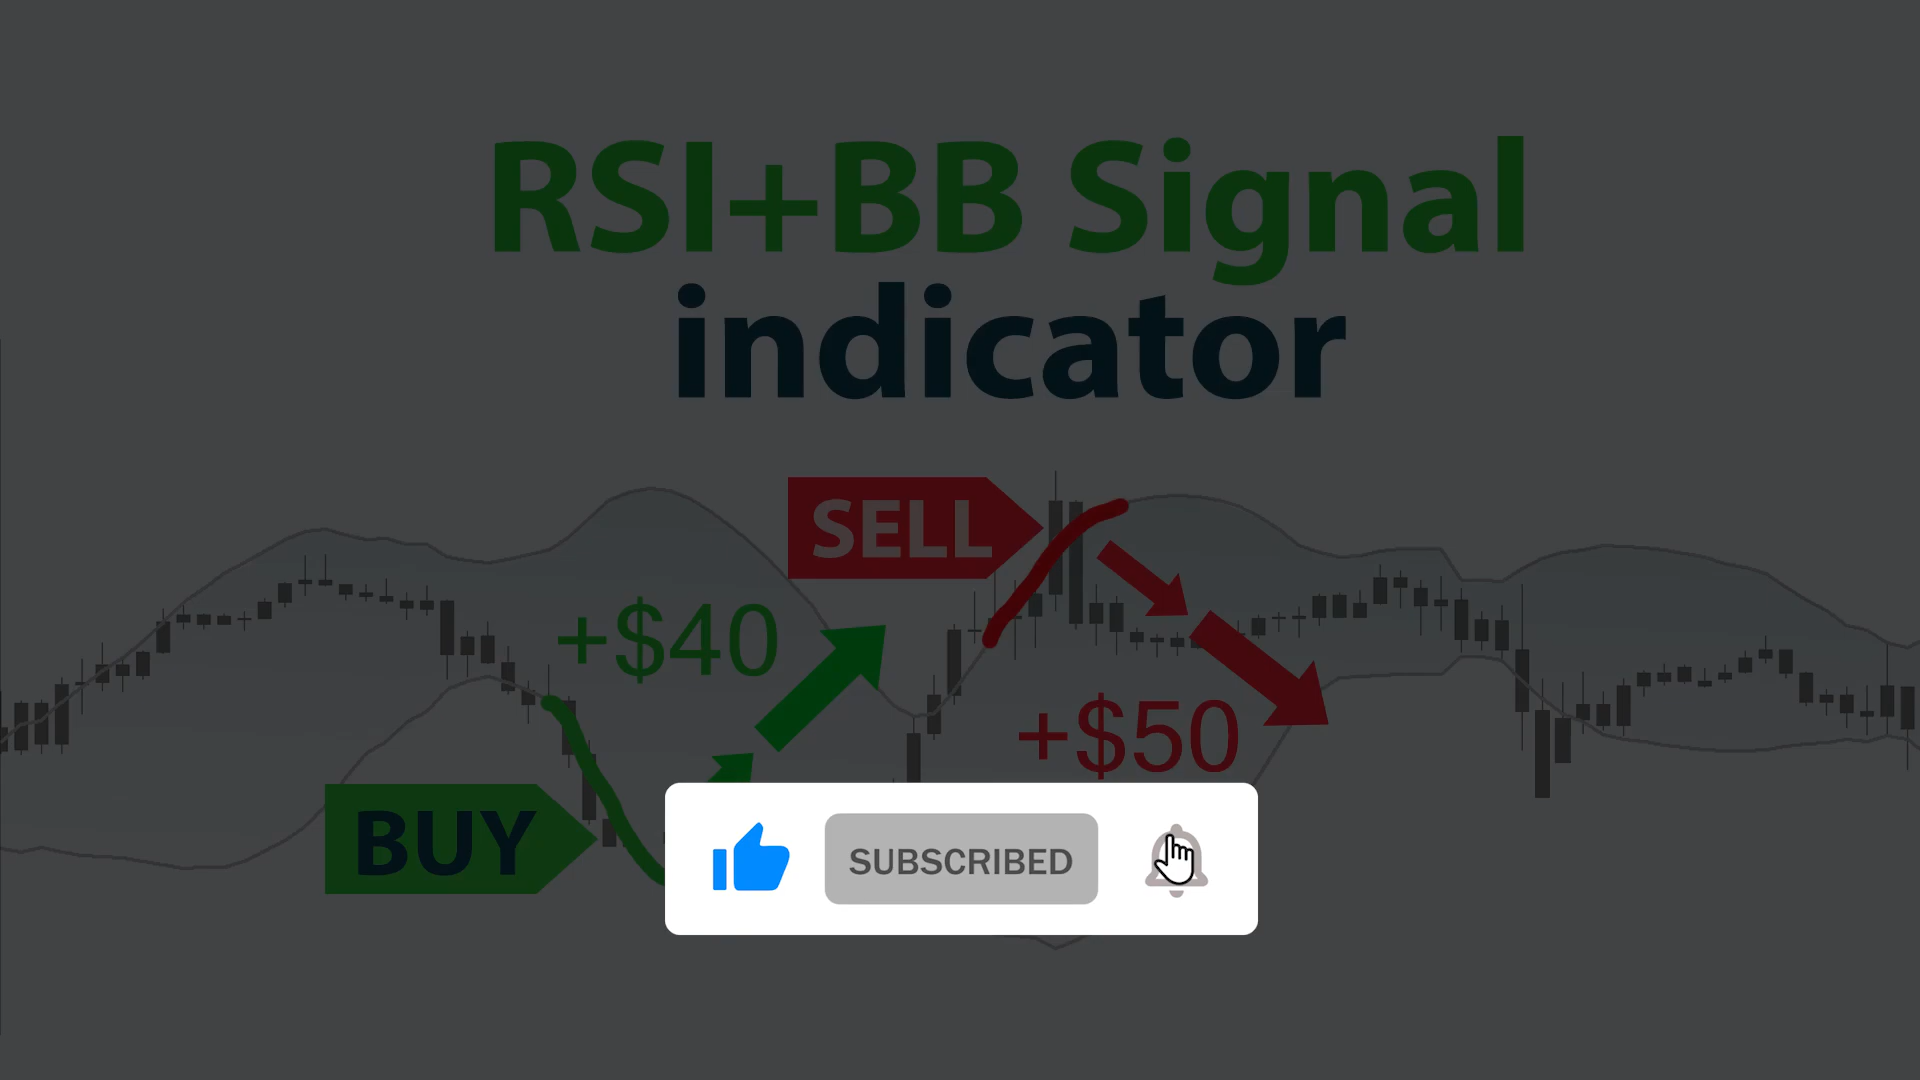 RSI+BB Signal
indicator
SELL
+$40
+$50
BUY
SUBSCRIBED